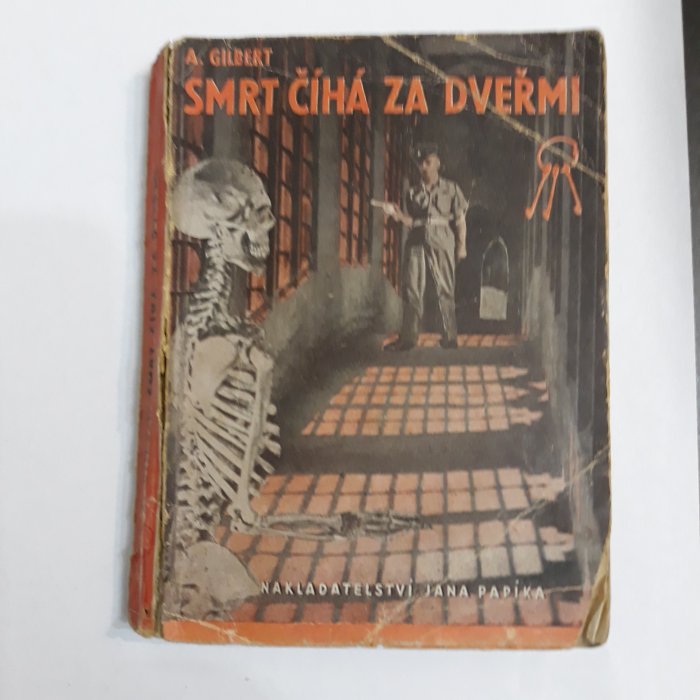 A. GILBERT
SMRT ČÍHÁ ZA DVEŘMI
NAKLADATELSTVÍ JANA PAPÍKA